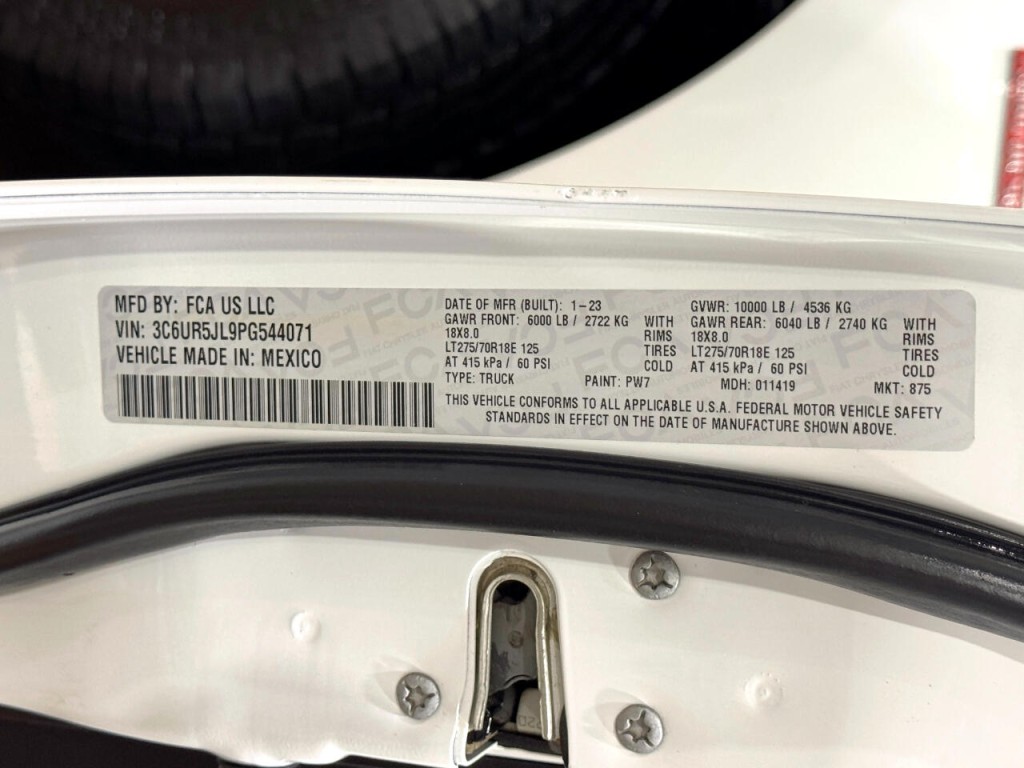 MFD BY: FCA US LLC
VIN: 3C6UR5JL9PG544071
VEHICLE MADE IN: MEXICO
DATE OF MFR (BUILT): 1-23
GAWR FRONT: 6000 LB / 2722 KG WITH
18X8.0 RIMS
LT275/70R18E 125 TIRES
AT 415 kPa / 60 PSI COLD
TYPE: TRUCK PAINT: PW7
GVWR: 10000 LB / 4536 KG
GAWR REAR: 6040 LB / 2740 KG WITH
18X8.0 RIMS
LT275/70R18E 125 TIRES
AT 415 kPa / 60 PSI COLD
MDH: 011419 MKT: 875
THIS VEHICLE CONFORMS TO ALL APPLICABLE U.S.A. FEDERAL MOTOR VEHICLE SAFETY
STANDARDS IN EFFECT ON THE DATE OF MANUFACTURE SHOWN ABOVE.